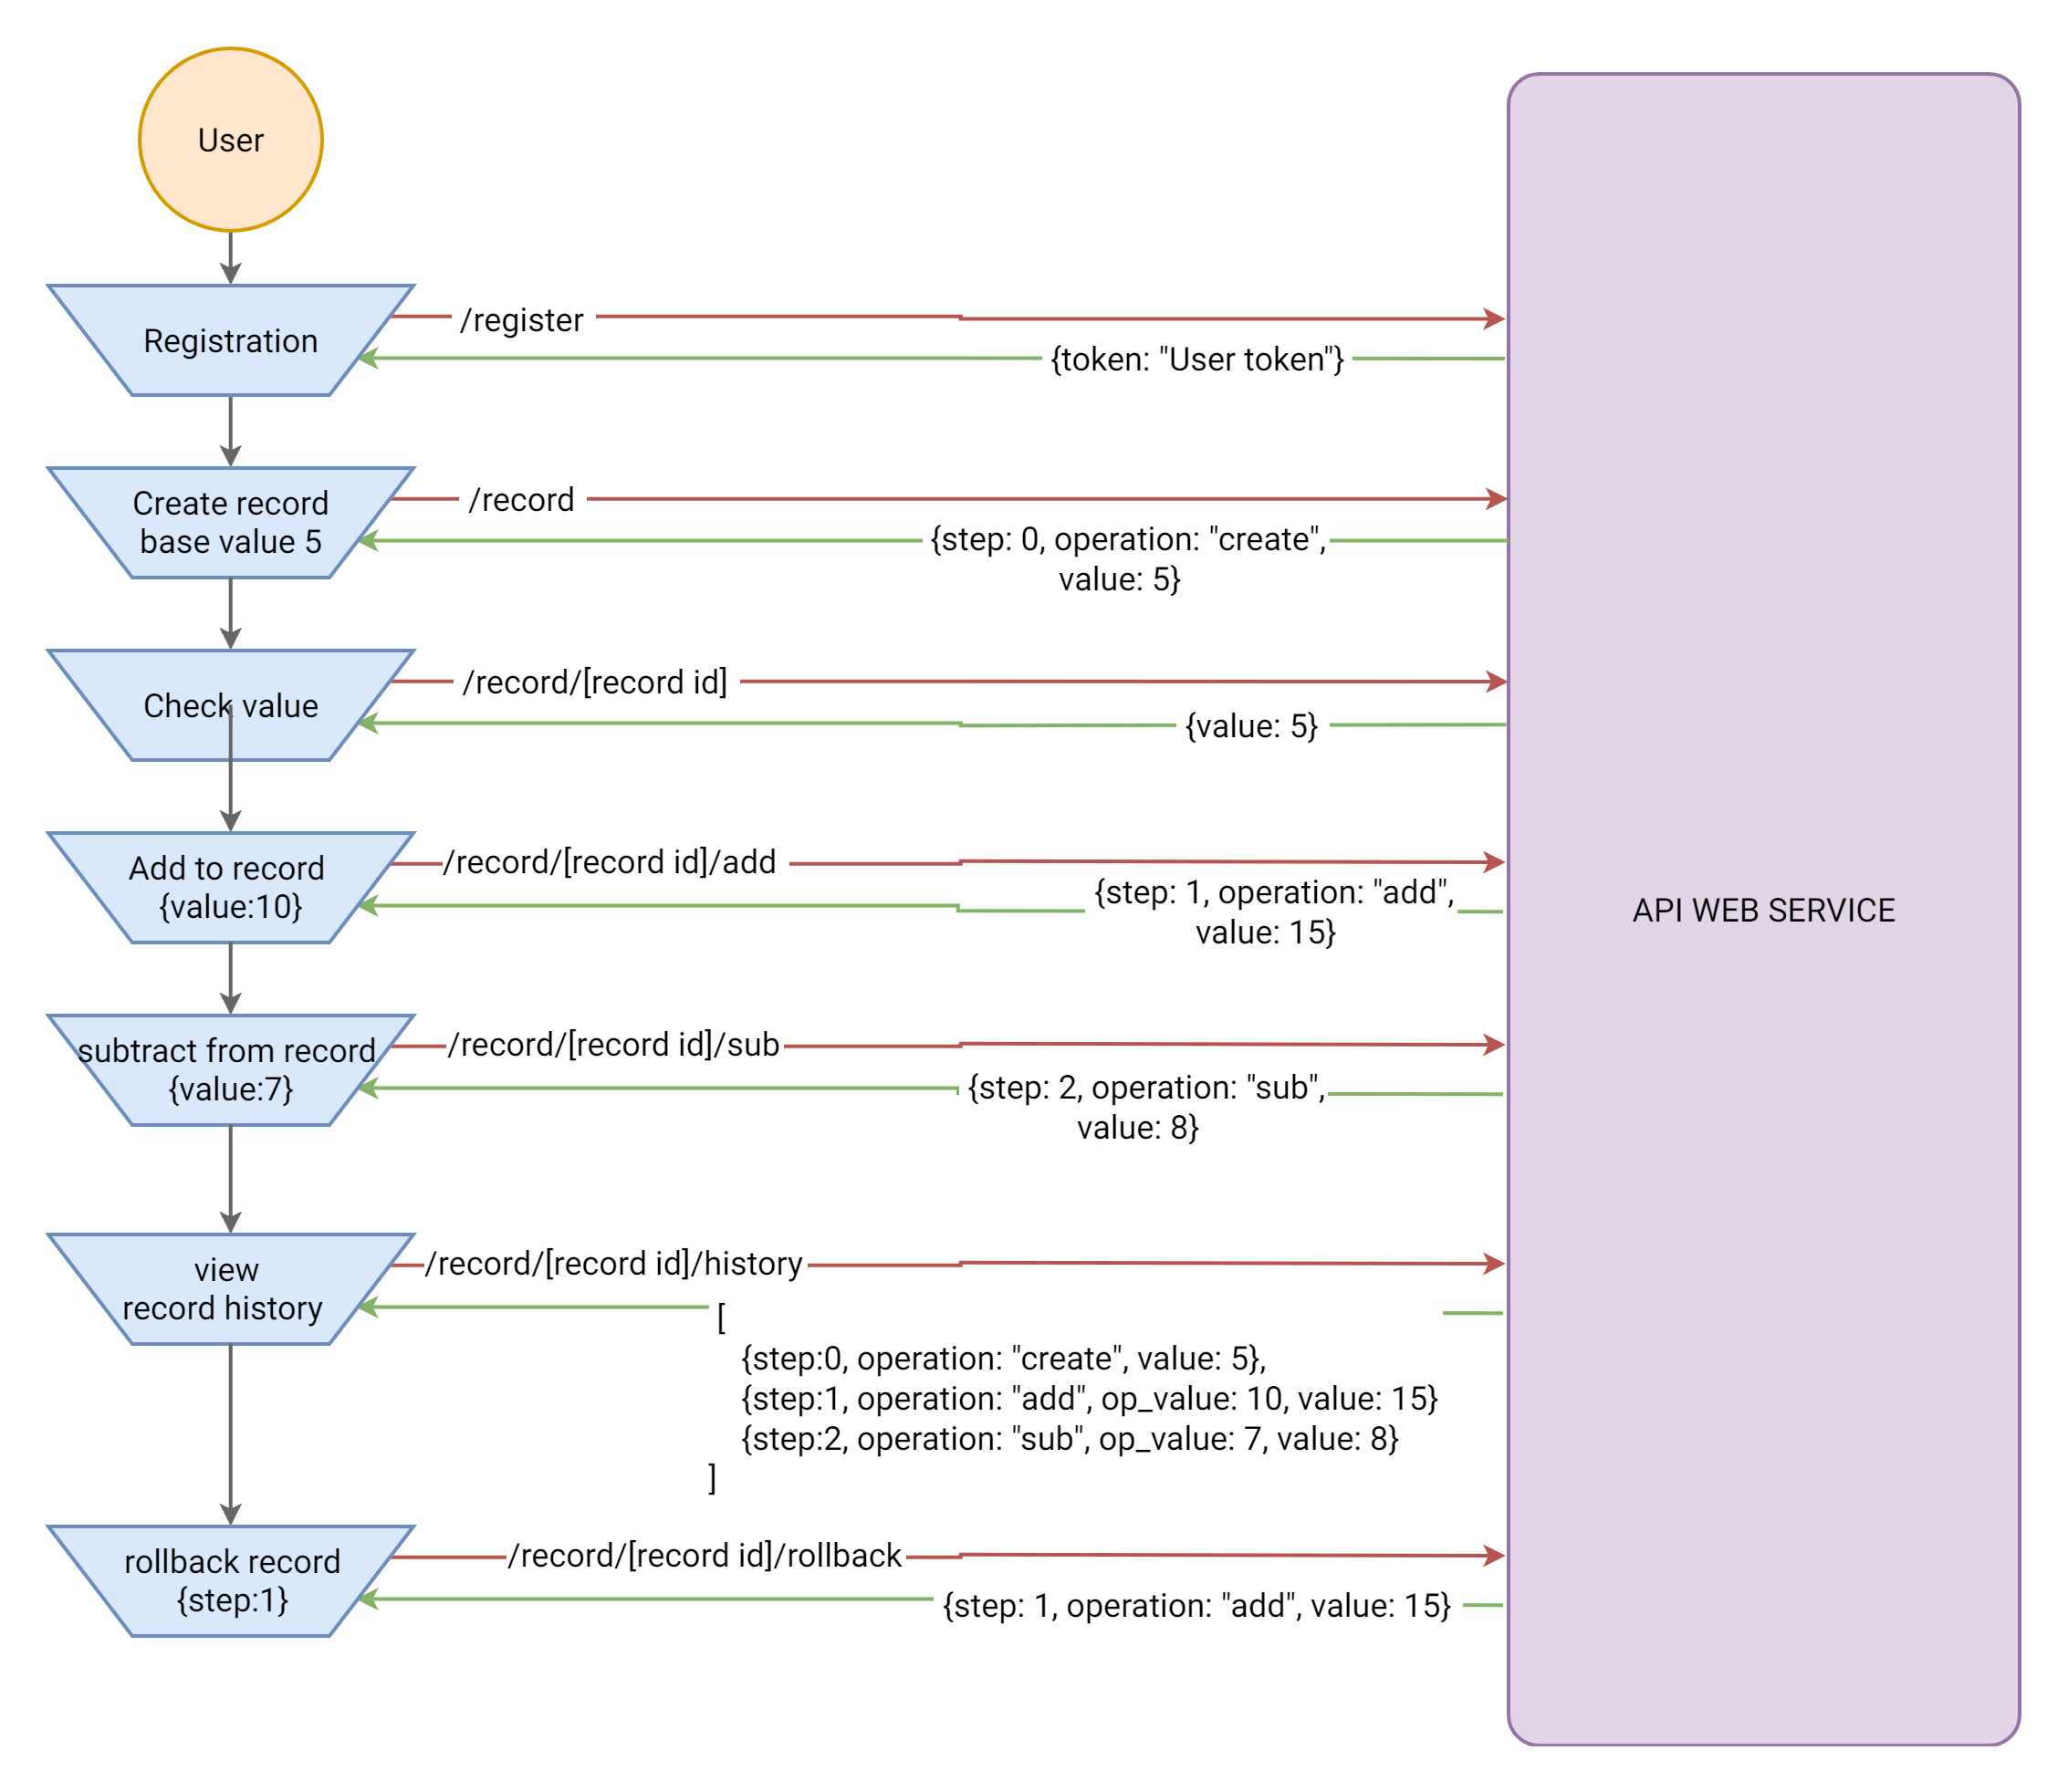 User
Registration
/register
{token: "User token"}
Create record
base value 5
/record
{step: 0, operation: "create",
value: 5}
Check value
/record/[record id]
{value: 5}
Add to record
{value:10}
/record/[record id]/add
{step: 1, operation: "add",
value: 15}
API WEB SERVICE
subtract from record
{value:7}
/record/[record id]/sub
{step: 2, operation: "sub",
value: 8}
view
record history
/record/[record id]/history
[
{step:0, operation: "create", value: 5},
{step:1, operation: "add", op_value: 10, value: 15}
{step:2, operation: "sub", op_value: 7, value: 8}
]
rollback record
{step:1}
/record/[record id]/rollback
{step: 1, operation: "add", value: 15}